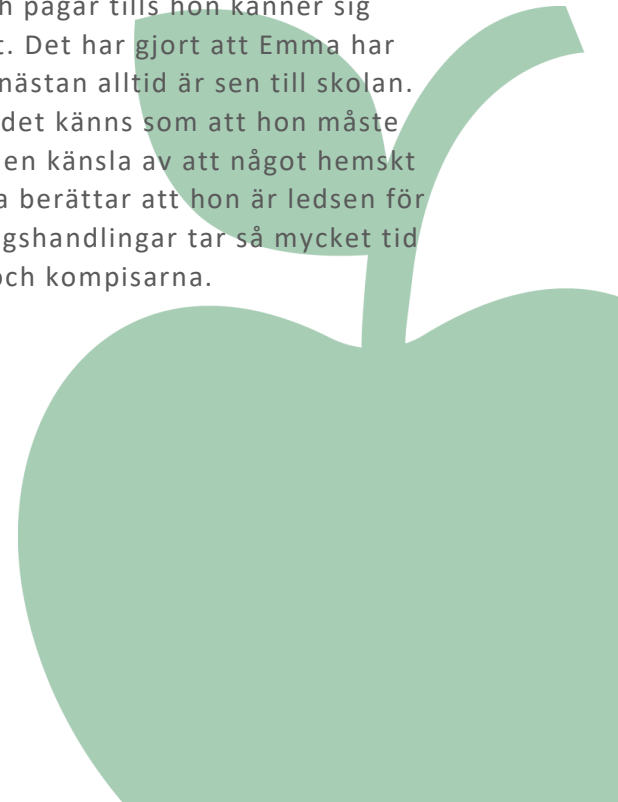 pågår tills hon känner sig
t. Det har gjort att Emma har
nästan alltid är sen till skolan.
det känns som att hon måste
en känsla av att något hemskt
a berättar att hon är ledsen för
gshandlingar tar så mycket tid
och kompisarna.